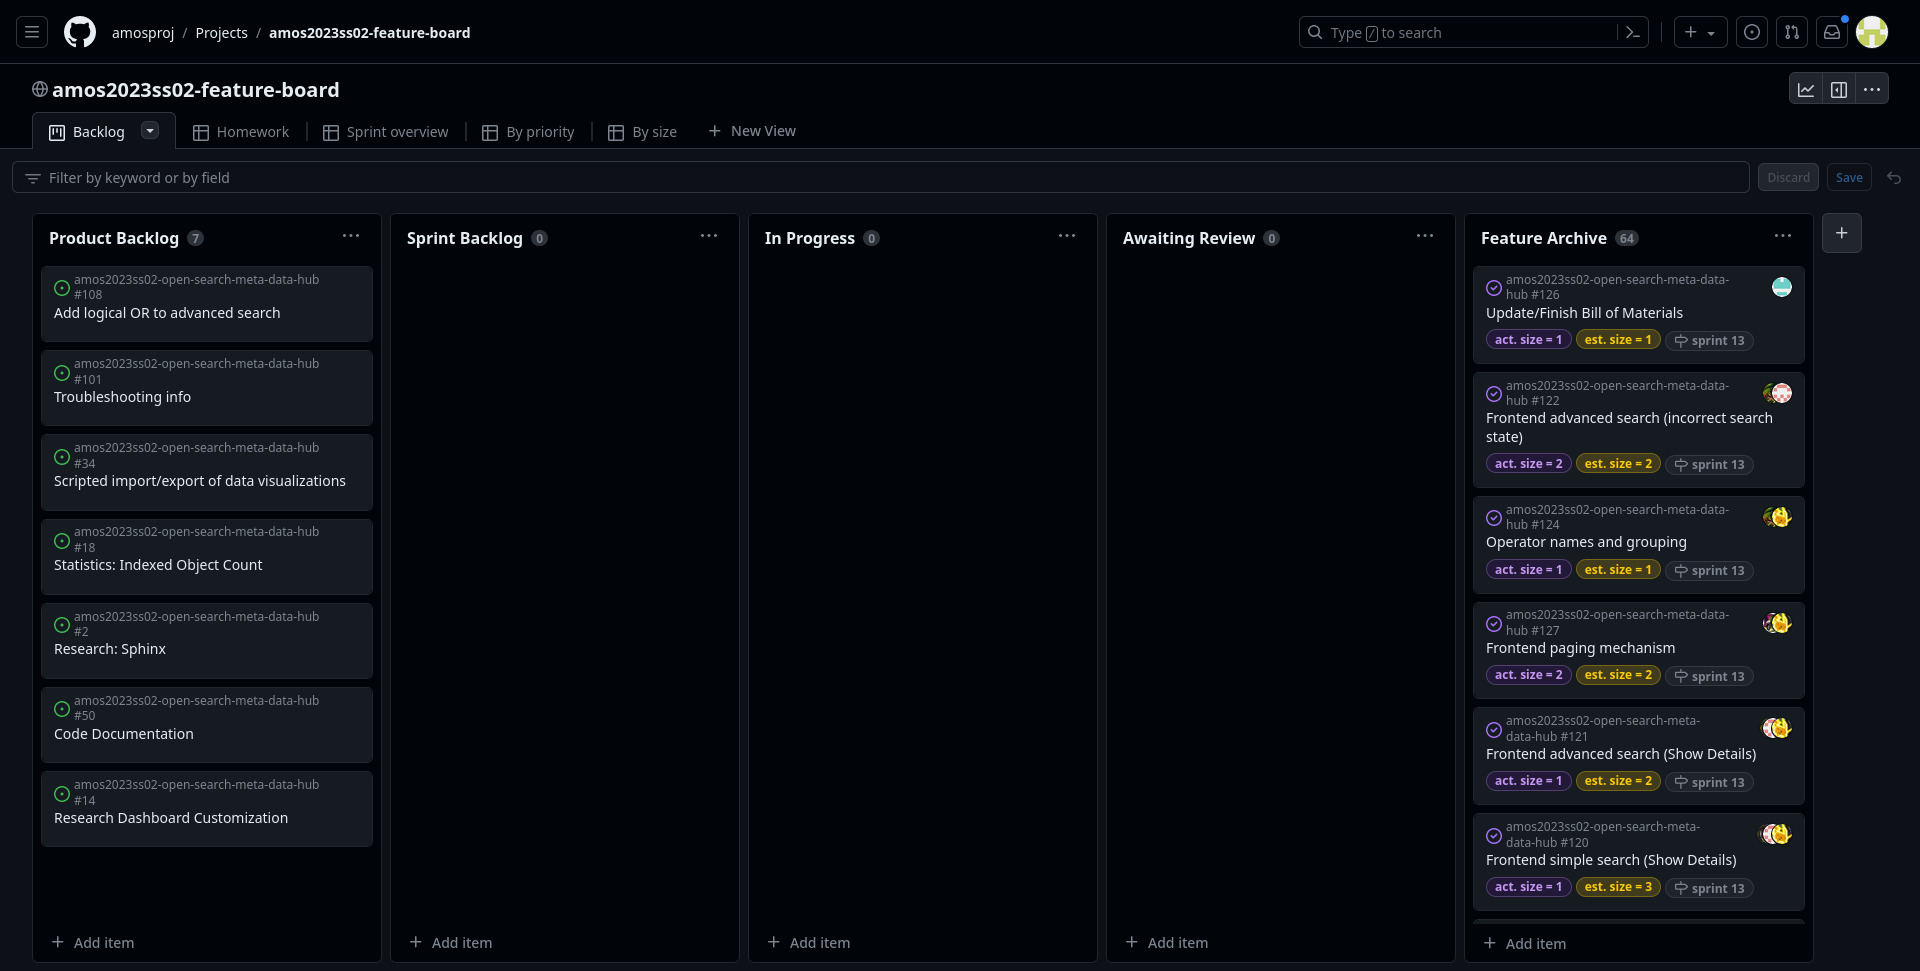 amosproj / Projects / amos2023ss02-feature-board
Type / to search
amos2023ss02-feature-board
Backlog
Homework
Sprint overview
By priority
By size
New View
Filter by keyword or by field
Discard
Save
Product Backlog 7
amos2023ss02-open-search-meta-data-hub
#108
Add logical OR to advanced search
amos2023ss02-open-search-meta-data-hub
#101
Troubleshooting info
amos2023ss02-open-search-meta-data-hub
#34
Scripted import/export of data visualizations
amos2023ss02-open-search-meta-data-hub
#18
Statistics: Indexed Object Count
amos2023ss02-open-search-meta-data-hub
#2
Research: Sphinx
amos2023ss02-open-search-meta-data-hub
#50
Code Documentation
amos2023ss02-open-search-meta-data-hub
#14
Research Dashboard Customization
Add item
Sprint Backlog 0
Add item
In Progress 0
Add item
Awaiting Review 0
Add item
Feature Archive 64
amos2023ss02-open-search-meta-data-
hub #126
Update/Finish Bill of Materials
act. size = 1 est. size = 1 sprint 13
amos2023ss02-open-search-meta-data-
hub #122
Frontend advanced search (incorrect search
state)
act. size = 2 est. size = 2 sprint 13
amos2023ss02-open-search-meta-data-
hub #124
Operator names and grouping
act. size = 1 est. size = 1 sprint 13
amos2023ss02-open-search-meta-data-
hub #127
Frontend paging mechanism
act. size = 2 est. size = 2 sprint 13
amos2023ss02-open-search-meta-
data-hub #121
Frontend advanced search (Show Details)
act. size = 1 est. size = 2 sprint 13
amos2023ss02-open-search-meta-
data-hub #120
Frontend simple search (Show Details)
act. size = 1 est. size = 3 sprint 13
Add item